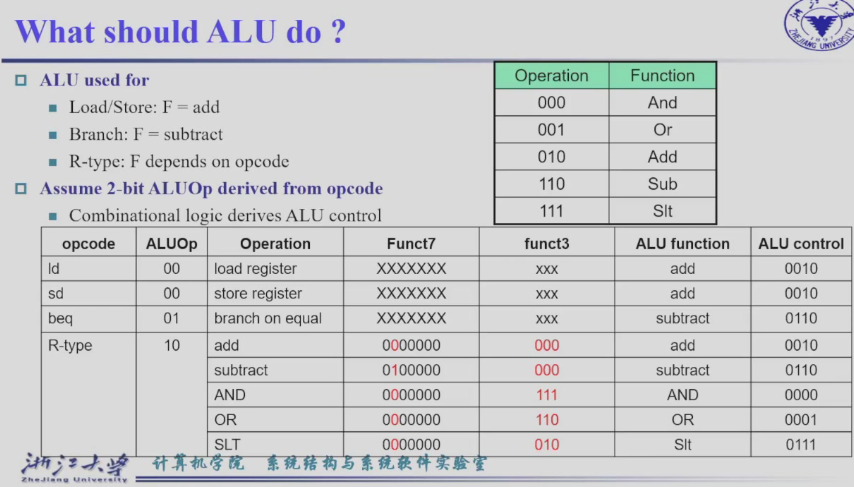 What should ALU do ?
ZHEJIANG UNIVERSITY
ALU used for
Load/Store: F = add
Branch: F = subtract
R-type: F depends on opcode
Assume 2-bit ALUOp derived from opcode
Combinational logic derives ALU control
Operation Function
000 And
001 Or
010 Add
110 Sub
111 Slt
opcode ALUOp Operation Funct7 funct3 ALU function ALU control
ld 00 load register XXXXXXX xxx add 0010
sd 00 store register XXXXXXX xxx add 0010
beq 01 branch on equal XXXXXXX xxx subtract 0110
R-type 10 add 0000000 000 add 0010
subtract 0100000 000 subtract 0110
AND 0000000 111 AND 0000
OR 0000000 110 OR 0001
SLT 0000000 010 Slt 0111
浙江大学 计算机学院 系统结构与系统软件实验室
ZheJiang University